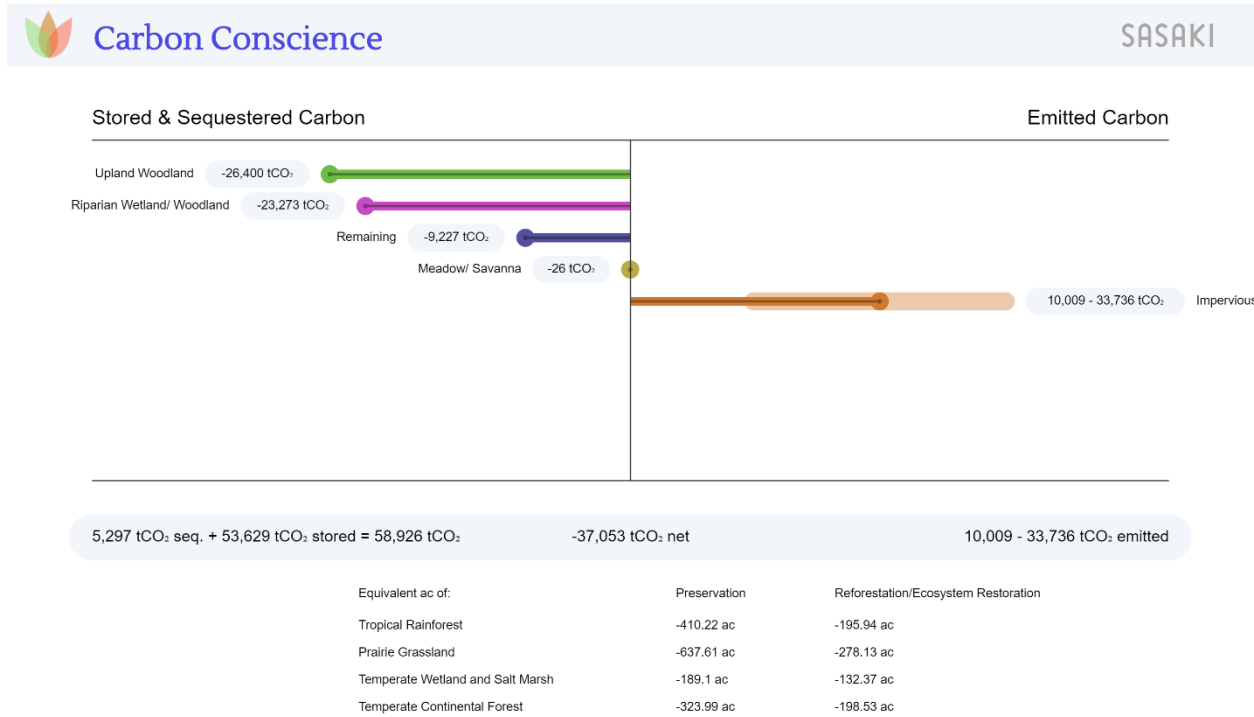 Carbon Conscience
SASAKI
Stored & Sequestered Carbon Emitted Carbon
Upland Woodland -26,400 tCO₂
Riparian Wetland/ Woodland -23,273 tCO₂
Remaining -9,227 tCO₂
Meadow/ Savanna -26 tCO₂
10,009 - 33,736 tCO₂ Impervious
5,297 tCO₂ seq. + 53,629 tCO₂ stored = 58,926 tCO₂ -37,053 tCO₂ net 10,009 - 33,736 tCO₂ emitted
Equivalent ac of: Preservation Reforestation/Ecosystem Restoration
Tropical Rainforest -410.22 ac -195.94 ac
Prairie Grassland -637.61 ac -278.13 ac
Temperate Wetland and Salt Marsh -189.1 ac -132.37 ac
Temperate Continental Forest -323.99 ac -198.53 ac